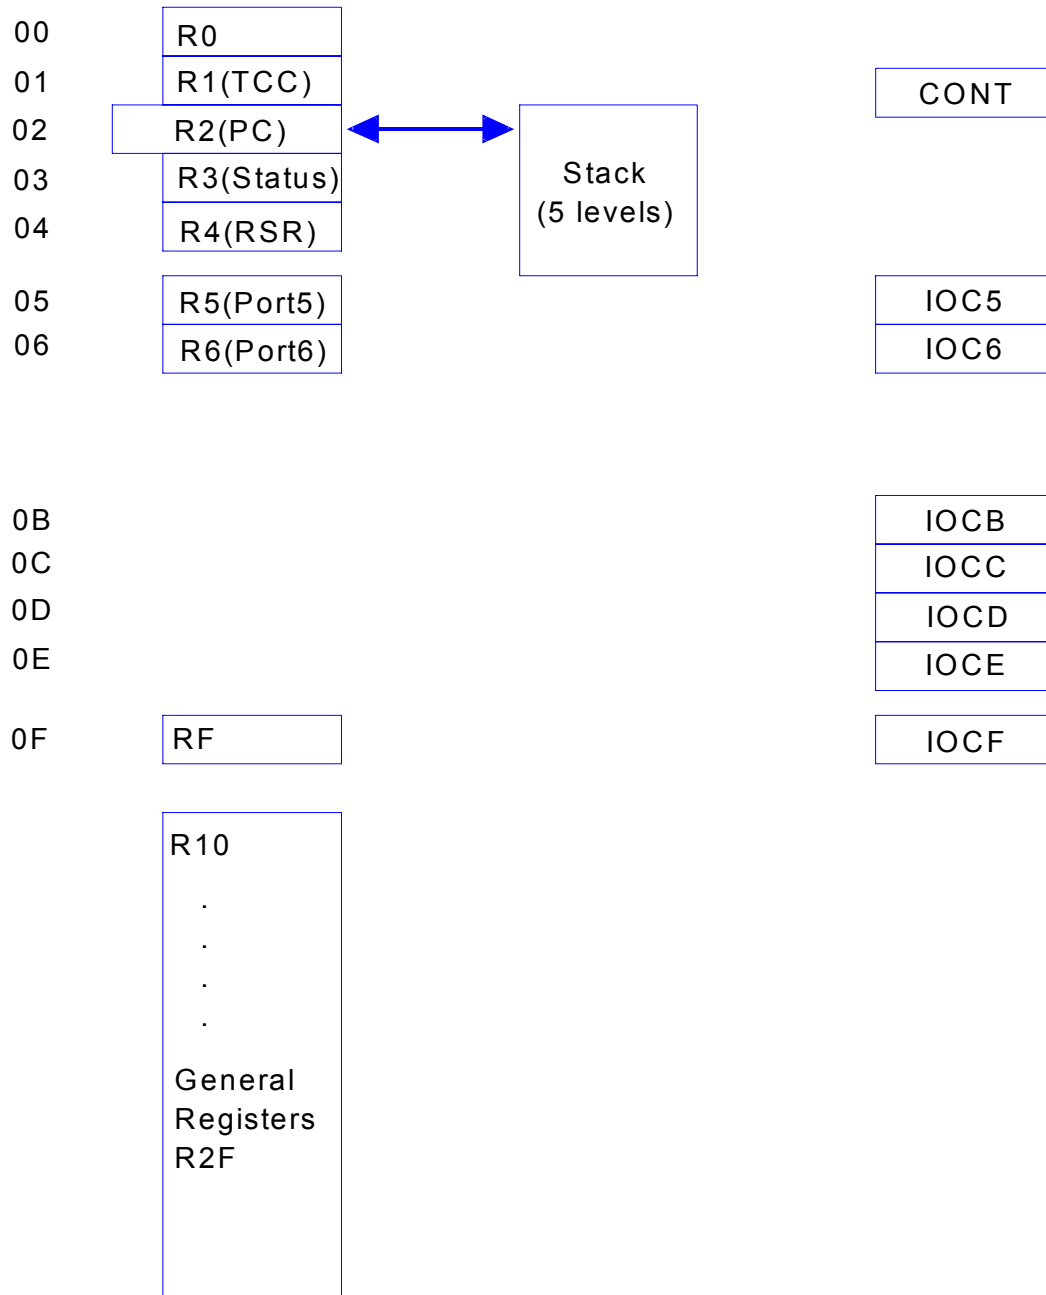 00 R0
01 R1(TCC) CONT
02 R2(PC)
03 R3(Status) Stack
04 R4(RSR) (5 levels)
05 R5(Port5) IOC5
06 R6(Port6) IOC6
0B IOCB
0C IOCC
0D IOCD
0E IOCE
0F RF IOCF
R10
.
.
.
.
General
Registers
R2F